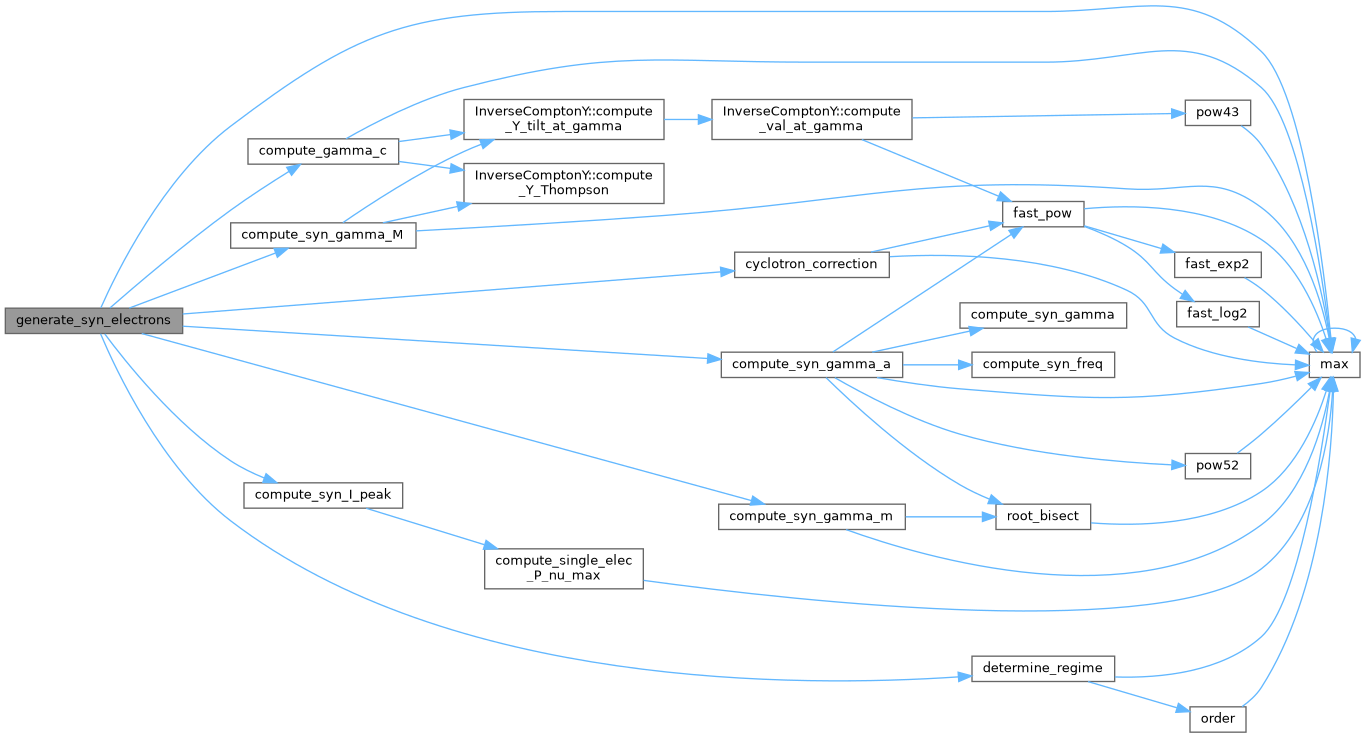 InverseComptonY::compute
_Y_tilt_at_gamma
InverseComptonY::compute
_val_at_gamma
pow43
compute_gamma_c
InverseComptonY::compute
_Y_Thompson
fast_pow
compute_syn_gamma_M
cyclotron_correction
fast_exp2
generate_syn_electrons
compute_syn_gamma
fast_log2
compute_syn_gamma_a
compute_syn_freq
max
pow52
compute_syn_I_peak
compute_syn_gamma_m
root_bisect
compute_single_elec
_P_nu_max
determine_regime
order